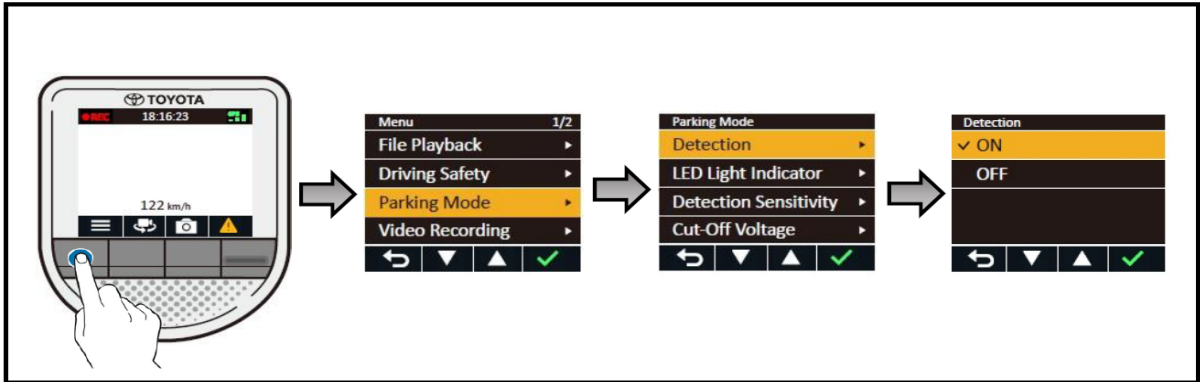 TOYOTA
REC 18:16:23
122 km/h
Menu 1/2
File Playback
Driving Safety
Parking Mode
Video Recording
Parking Mode
Detection
LED Light Indicator
Detection Sensitivity
Cut-Off Voltage
Detection
ON
OFF